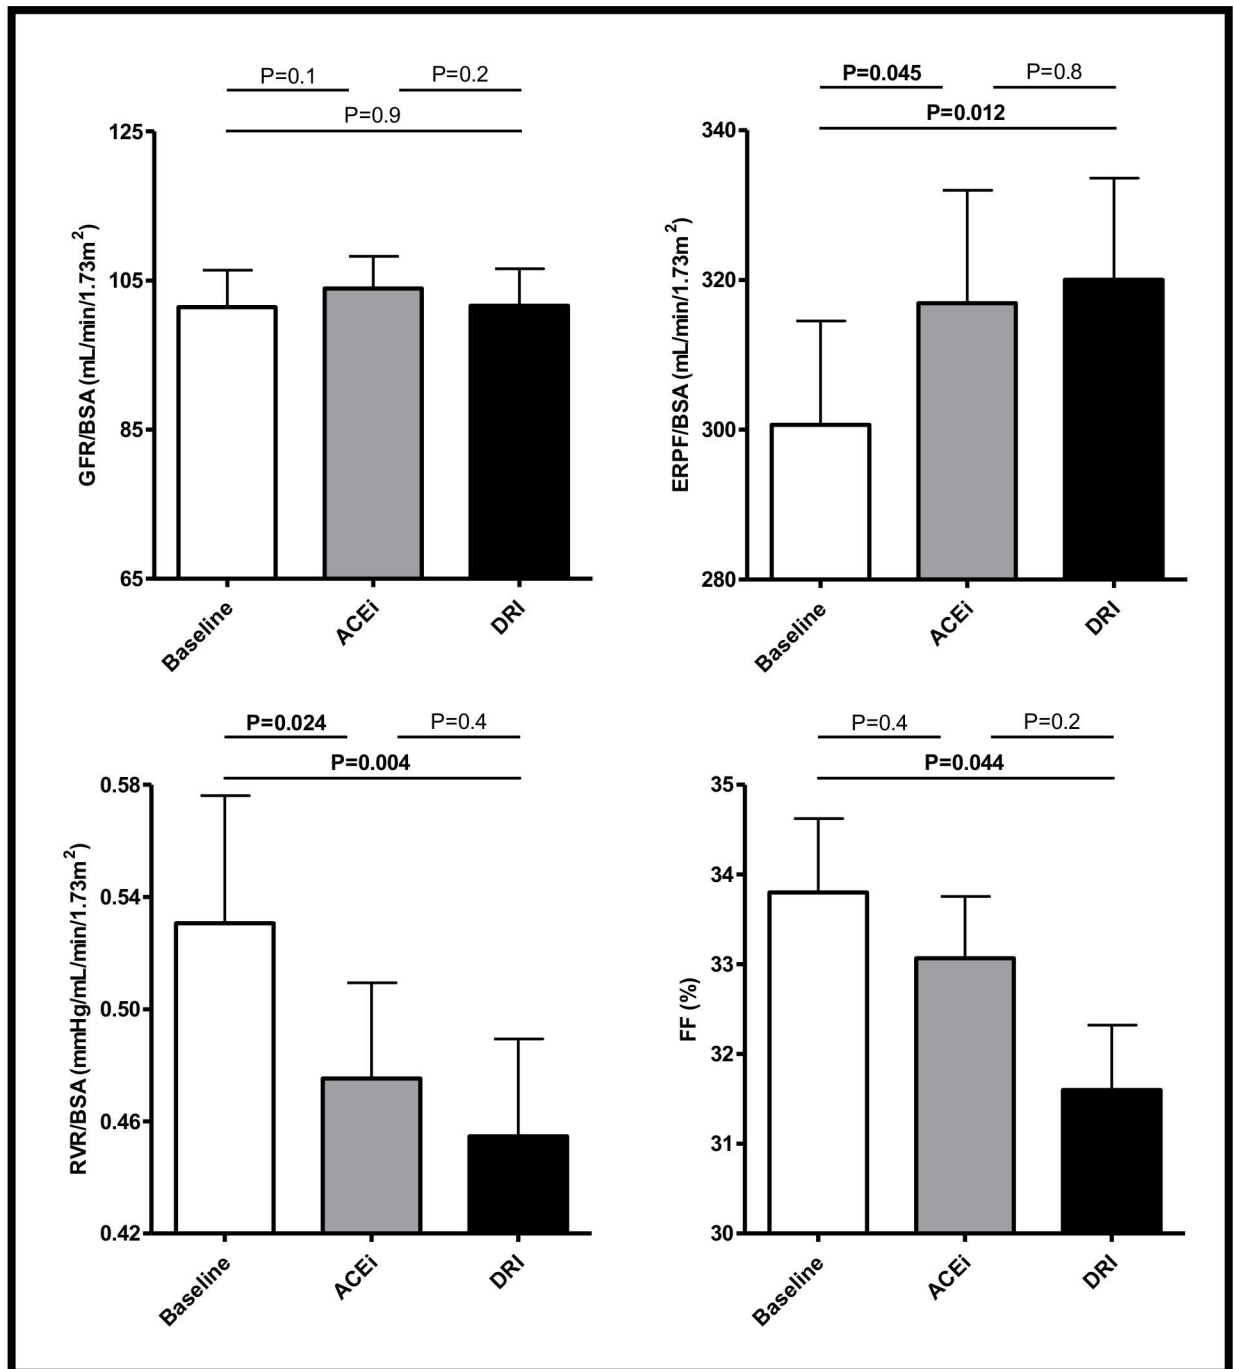 P=0.1
P=0.2
P=0.9
125
105
85
65
GFR/BSA (mL/min/1.73m²)
Baseline
ACEi
DRI
P=0.045
P=0.8
P=0.012
340
320
300
280
ERPF/BSA (mL/min/1.73m²)
Baseline
ACEi
DRI
P=0.024
P=0.4
P=0.004
0.58
0.54
0.50
0.46
0.42
RVR/BSA (mmHg/mL/min/1.73m²)
Baseline
ACEi
DRI
P=0.4
P=0.2
P=0.044
35
34
33
32
31
30
FF (%)
Baseline
ACEi
DRI